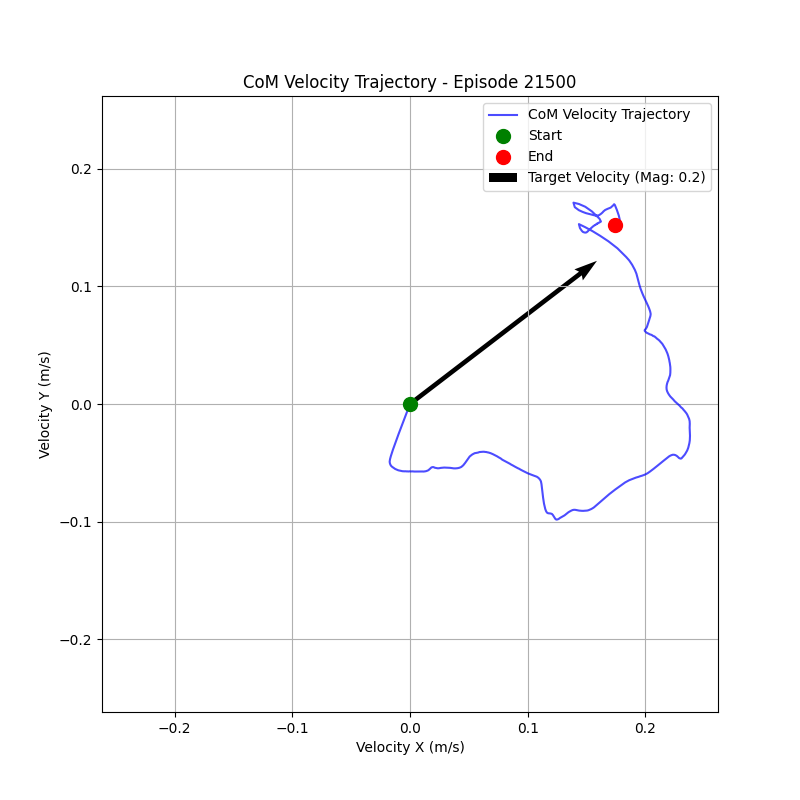 CoM Velocity Trajectory - Episode 21500
CoM Velocity Trajectory
Start
End
Target Velocity (Mag: 0.2)
0.2
0.1
0.0
−0.1
−0.2
Velocity Y (m/s)
−0.2
−0.1
0.0
0.1
0.2
Velocity X (m/s)